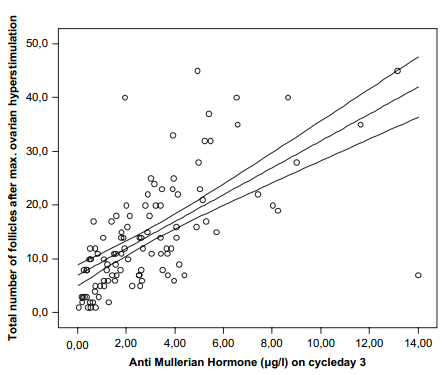 Total number of follicles after max. ovarian hyperstimulation
50,0
40,0
30,0
20,0
10,0
0,0
0,00 2,00 4,00 6,00 8,00 10,00 12,00 14,00
Anti Mullerian Hormone (µg/l) on cycleday 3